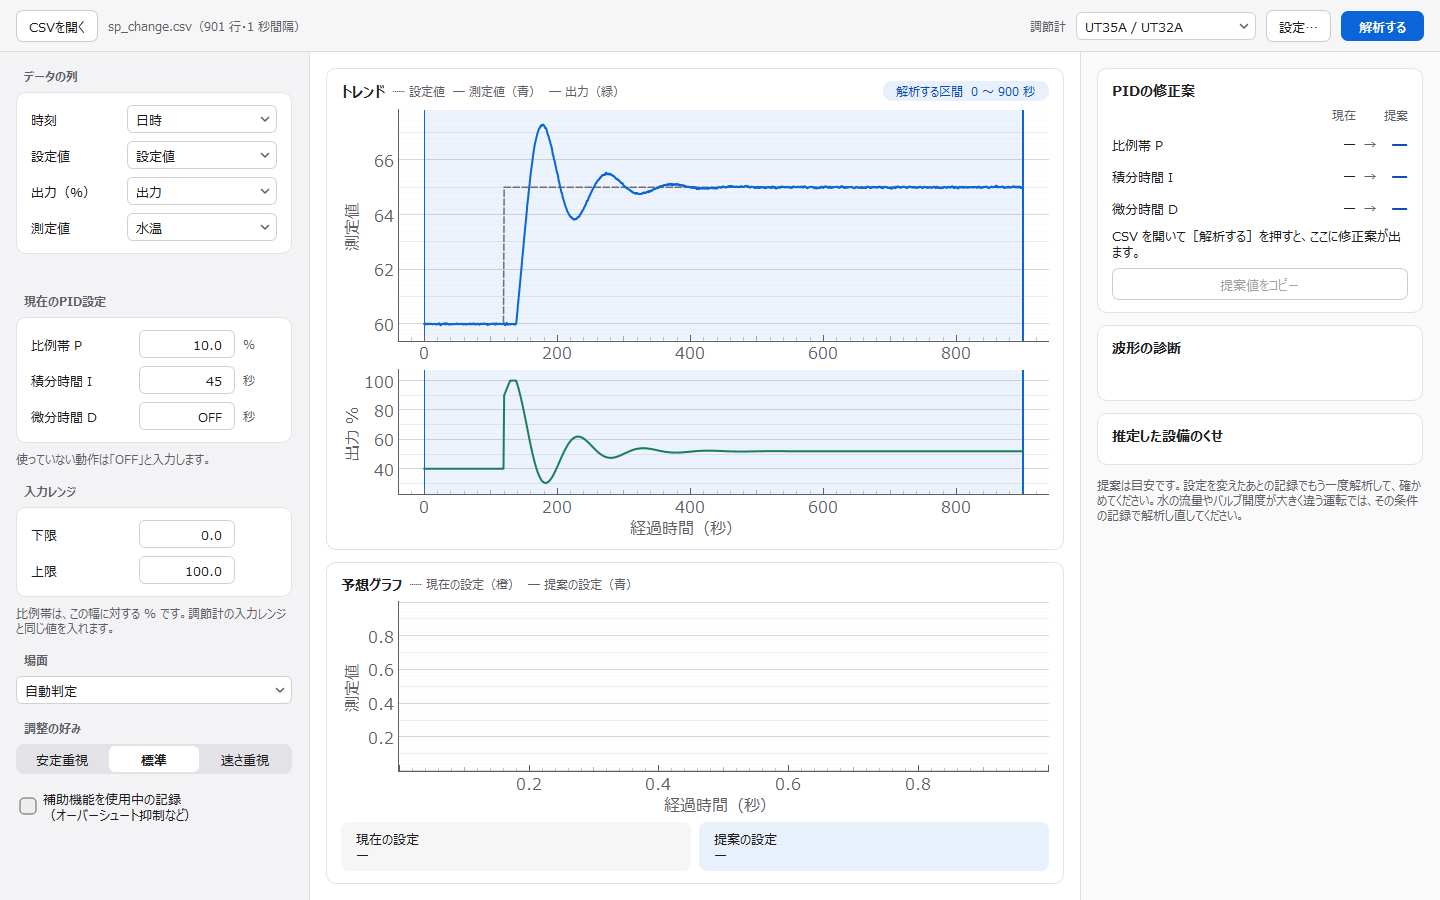 CSVを開く
sp_change.csv（901 行・1 秒間隔）
調節計
UT35A / UT32A
設定…
解析する
データの列
時刻
日時
設定値
設定値
出力（%）
出力
測定値
水温
現在のPID設定
比例帯 P
10.0
%
積分時間 I
45
秒
微分時間 D
OFF
秒
使っていない動作は「OFF」と入力します。
入力レンジ
下限
0.0
上限
100.0
比例帯は、この幅に対する % です。調節計の入力レンジ
と同じ値を入れます。
場面
自動判定
調整の好み
安定重視
標準
速さ重視
補助機能を使用中の記録
（オーバーシュート抑制など）
トレンド
設定値
測定値（青）
出力（緑）
解析する区間 0 ～ 900 秒
測定値
66
64
62
60
0
200
400
600
800
出力 %
100
80
60
40
0
200
400
600
800
経過時間（秒）
予想グラフ
現在の設定（橙）
提案の設定（青）
測定値
0.8
0.6
0.4
0.2
0.2
0.4
0.6
0.8
経過時間（秒）
現在の設定
—
提案の設定
—
PIDの修正案
現在
提案
比例帯 P
— → —
積分時間 I
— → —
微分時間 D
— → —
CSV を開いて［解析する］を押すと、ここに修正案が出
ます。
提案値をコピー
波形の診断
推定した設備のくせ
提案は目安です。設定を変えたあとの記録でもう一度解析して、確か
めてください。水の流量やバルブ開度が大きく違う運転では、その条件
の記録で解析し直してください。